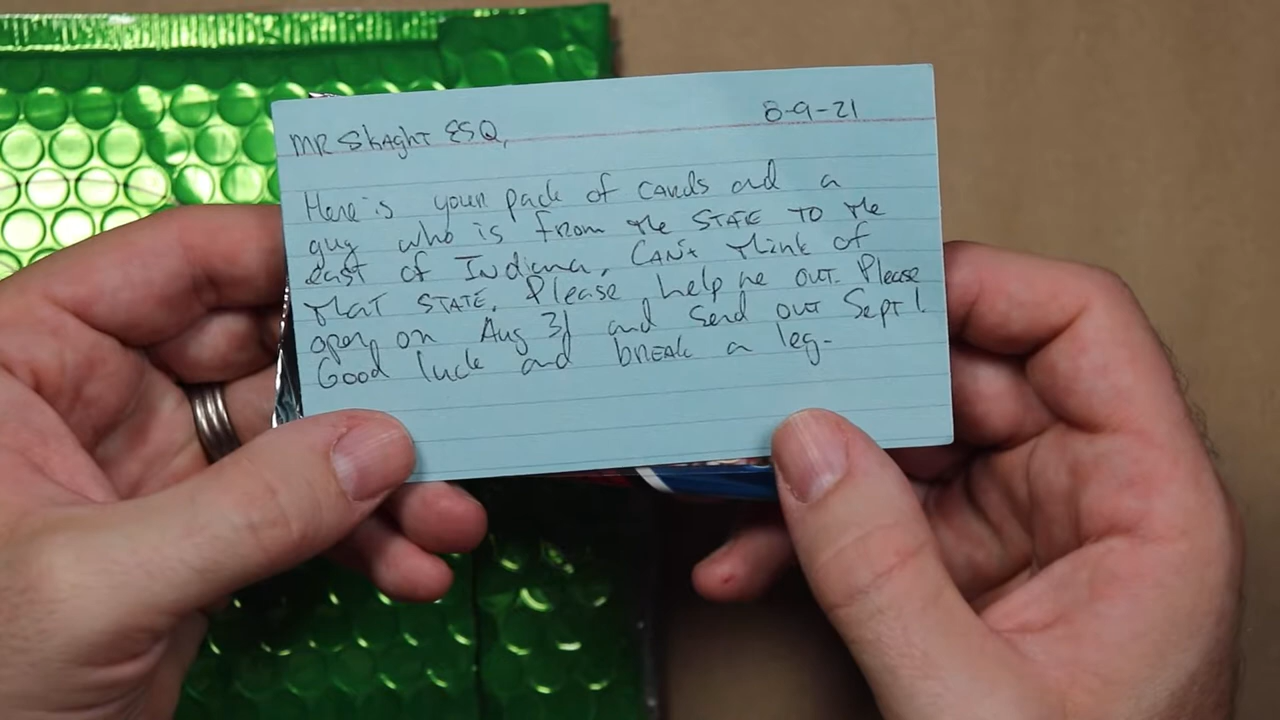 8-9-21
MR Skaght ESQ,
Here is your pack of cards and a
guy who is from the STATE TO the
east of Indiana. CAN't think of
that STATE. Please help me out. Please
open on Aug 31 and send out Sept 1.
Good luck and break a leg-